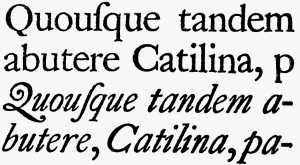 Quouſque tandem
abutere Catilina, p
Quouſque tandem a-
butere, Catilina, pa-